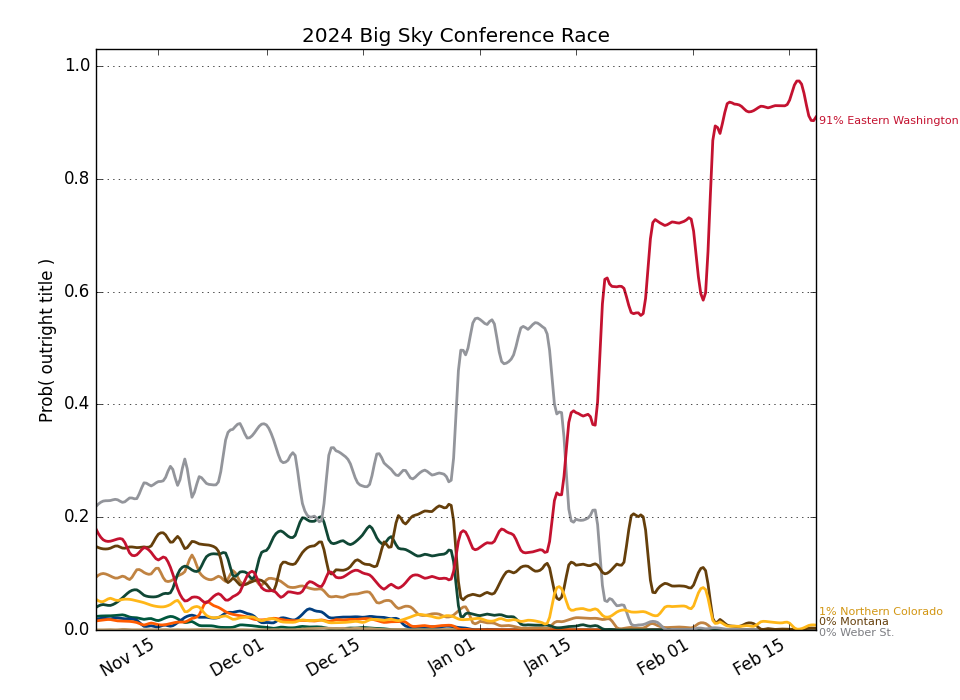 2024 Big Sky Conference Race
1.0
0.8
0.6
0.4
0.2
0.0
Prob( outright title )
Nov 15
Dec 01
Dec 15
Jan 01
Jan 15
Feb 01
Feb 15
91% Eastern Washington
1% Northern Colorado
0% Montana
0% Weber St.